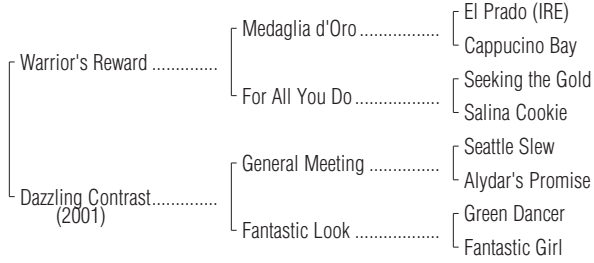 El Prado (IRE)
Medaglia d'Oro ..................
Cappucino Bay
Warrior's Reward ..............
Seeking the Gold
For All You Do ...................
Salina Cookie
Seattle Slew
General Meeting ...............
Alydar's Promise
Dazzling Contrast..............
(2001)
Green Dancer
Fantastic Look ..................
Fantastic Girl